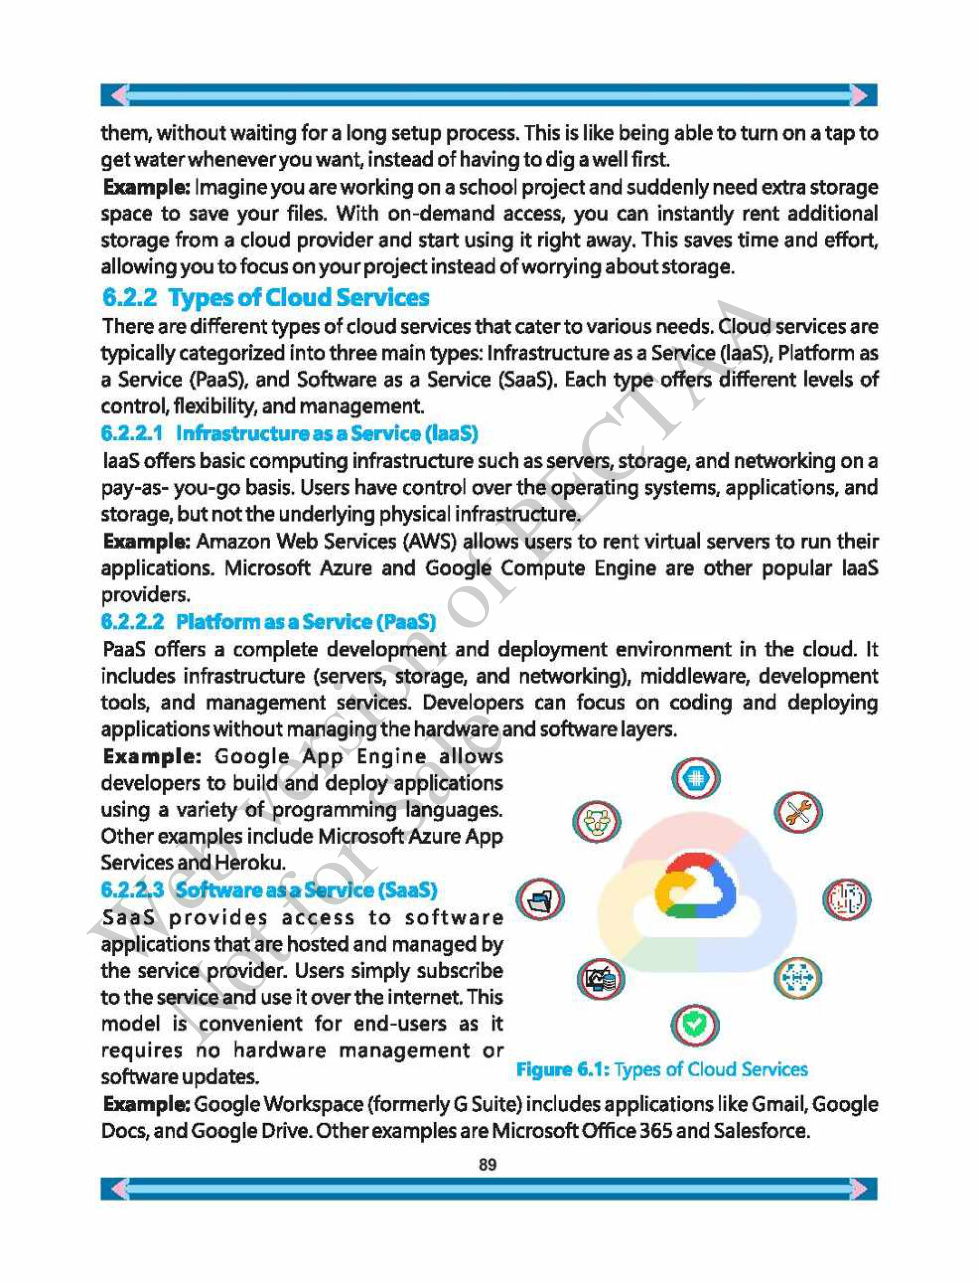 them, without waiting for a long setup process. This is like being able to turn on a tap to
get water whenever you want, instead of having to dig a well first.
Example: Imagine you are working on a school project and suddenly need extra storage
space to save your files. With on-demand access, you can instantly rent additional
storage from a cloud provider and start using it right away. This saves time and effort,
allowing you to focus on your project instead of worrying about storage.
6.2.2 Types of Cloud Services
There are different types of cloud services that cater to various needs. Cloud services are
typically categorized into three main types: Infrastructure as a Service (IaaS), Platform as
a Service (PaaS), and Software as a Service (SaaS). Each type offers different levels of
control, flexibility, and management.
6.2.2.1 Infrastructure as a Service (IaaS)
IaaS offers basic computing infrastructure such as servers, storage, and networking on a
pay-as- you-go basis. Users have control over the operating systems, applications, and
storage, but not the underlying physical infrastructure.
Example: Amazon Web Services (AWS) allows users to rent virtual servers to run their
applications. Microsoft Azure and Google Compute Engine are other popular IaaS
providers.
6.2.2.2 Platform as a Service (PaaS)
PaaS offers a complete development and deployment environment in the cloud. It
includes infrastructure (servers, storage, and networking), middleware, development
tools, and management services. Developers can focus on coding and deploying
applications without managing the hardware and software layers.
Example: Google App Engine allows
developers to build and deploy applications
using a variety of programming languages.
Other examples include Microsoft Azure App
Services and Heroku.
6.2.2.3 Software as a Service (SaaS)
SaaS provides access to software
applications that are hosted and managed by
the service provider. Users simply subscribe
to the service and use it over the internet. This
model is convenient for end-users as it
requires no hardware management or
software updates.
Figure 6.1: Types of Cloud Services
Example: Google Workspace (formerly G Suite) includes applications like Gmail, Google
Docs, and Google Drive. Other examples are Microsoft Office 365 and Salesforce.
89
Web version of PECTAA
Not for Sale